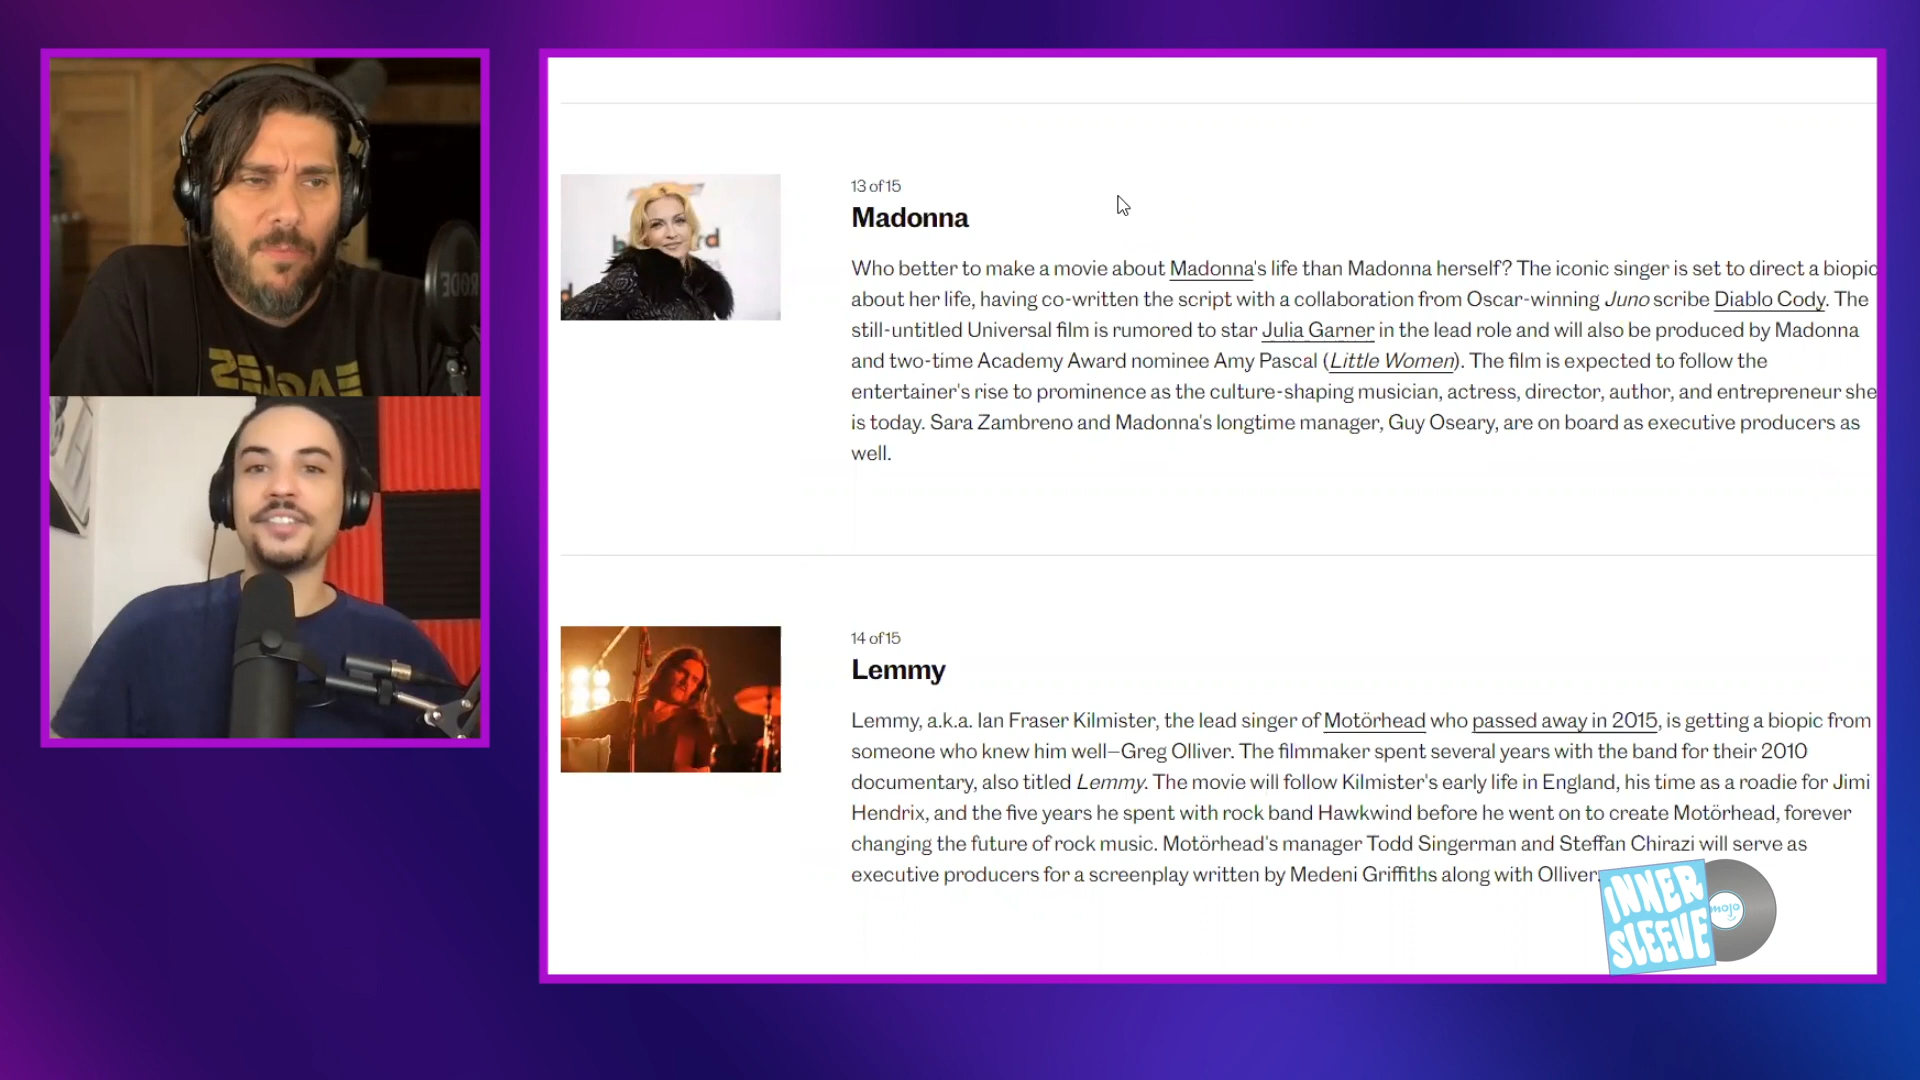 RODE
EAGLES
13 of 15
Madonna
Who better to make a movie about Madonna's life than Madonna herself? The iconic singer is set to direct a biopic
about her life, having co-written the script with a collaboration from Oscar-winning Juno scribe Diablo Cody. The
still-untitled Universal film is rumored to star Julia Garner in the lead role and will also be produced by Madonna
and two-time Academy Award nominee Amy Pascal (Little Women). The film is expected to follow the
entertainer's rise to prominence as the culture-shaping musician, actress, director, author, and entrepreneur she
is today. Sara Zambreno and Madonna's longtime manager, Guy Oseary, are on board as executive producers as
well.
14 of 15
Lemmy
Lemmy, a.k.a. Ian Fraser Kilmister, the lead singer of Motörhead who passed away in 2015, is getting a biopic from
someone who knew him well—Greg Olliver. The filmmaker spent several years with the band for their 2010
documentary, also titled Lemmy. The movie will follow Kilmister's early life in England, his time as a roadie for Jimi
Hendrix, and the five years he spent with rock band Hawkwind before he went on to create Motörhead, forever
changing the future of rock music. Motörhead's manager Todd Singerman and Steffan Chirazi will serve as
executive producers for a screenplay written by Medeni Griffiths along with Olliver.
INNER
SLEEVE
mojo